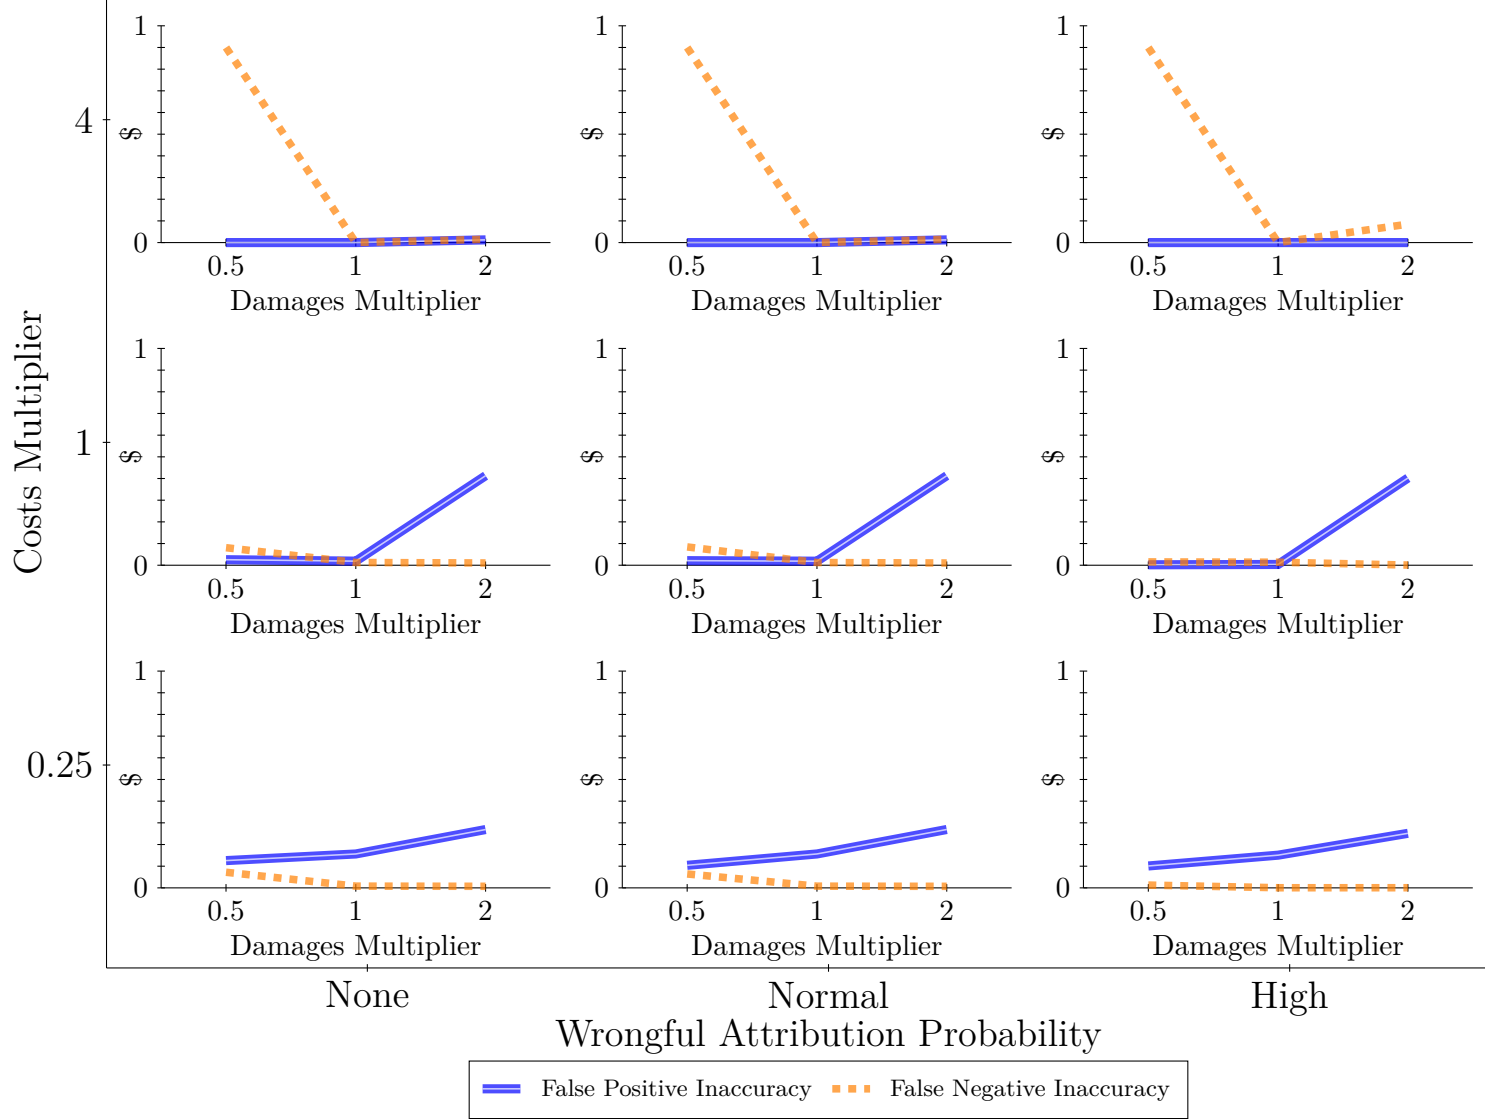 Costs Multiplier
4
1
0.25
1
$
0
0.5 1 2
Damages Multiplier
1
$
0
0.5 1 2
Damages Multiplier
1
$
0
0.5 1 2
Damages Multiplier
1
$
0
0.5 1 2
Damages Multiplier
1
$
0
0.5 1 2
Damages Multiplier
1
$
0
0.5 1 2
Damages Multiplier
1
$
0
0.5 1 2
Damages Multiplier
1
$
0
0.5 1 2
Damages Multiplier
1
$
0
0.5 1 2
Damages Multiplier
None Normal High
Wrongful Attribution Probability
False Positive Inaccuracy False Negative Inaccuracy